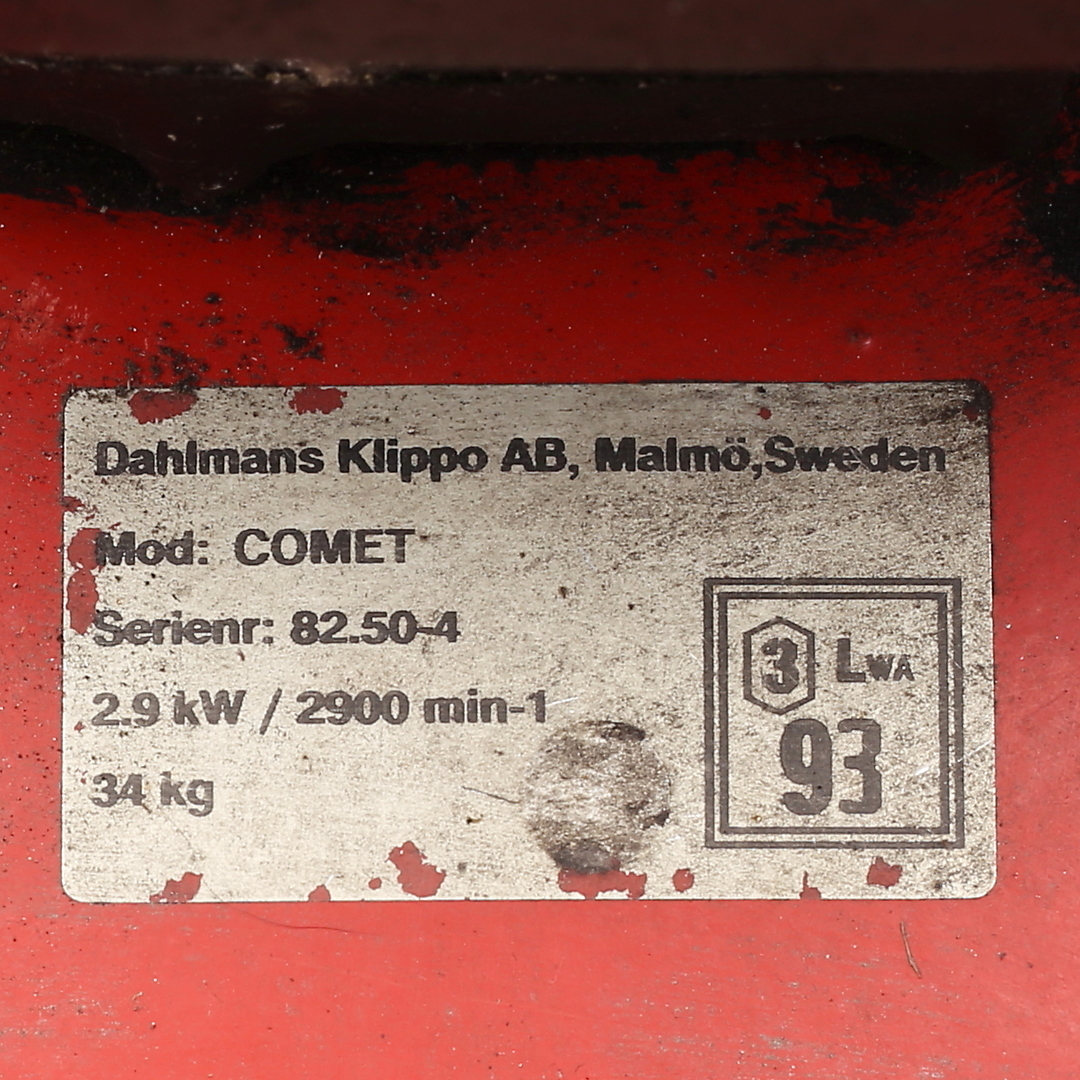 Dahlmans Klippo AB, Malmö,Sweden
Mod: COMET
Serienr: 82.50-4
2.9 kW / 2900 min-1
34 kg
3 LWA
93